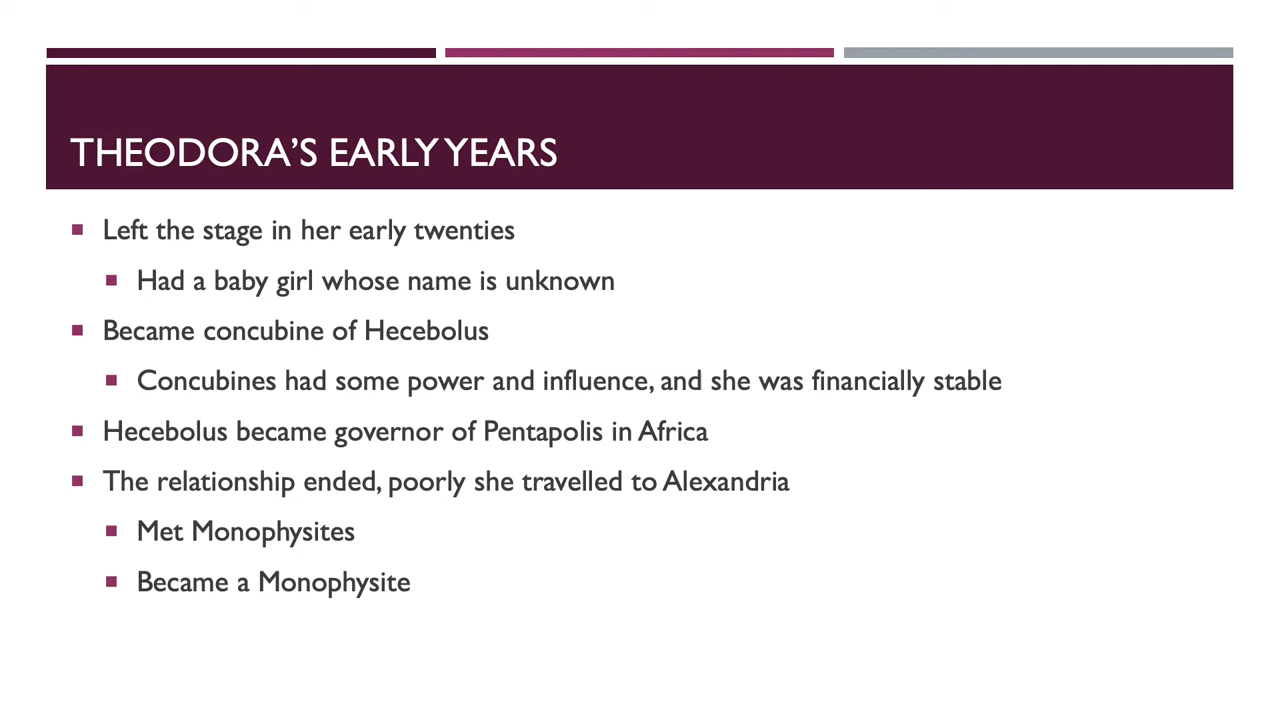 THEODORA’S EARLY YEARS
Left the stage in her early twenties
Had a baby girl whose name is unknown
Became concubine of Hecebolus
Concubines had some power and influence, and she was financially stable
Hecebolus became governor of Pentapolis in Africa
The relationship ended, poorly she travelled to Alexandria
Met Monophysites
Became a Monophysite